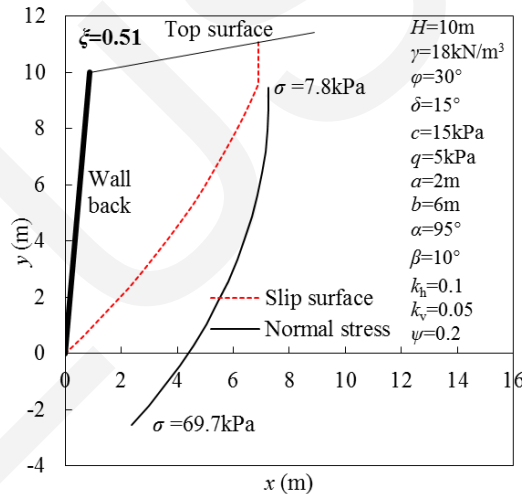 12
10
8
6
4
2
0
-2
-4
0
2
4
6
8
10
12
14
16
y (m)
x (m)
ξ=0.51
Top surface
σ =7.8kPa
Wall
back
Slip surface
Normal stress
σ =69.7kPa
H=10m
γ=18kN/m³
φ=30°
δ=15°
c=15kPa
q=5kPa
a=2m
b=6m
α=95°
β=10°
kh=0.1
kv=0.05
ψ=0.2